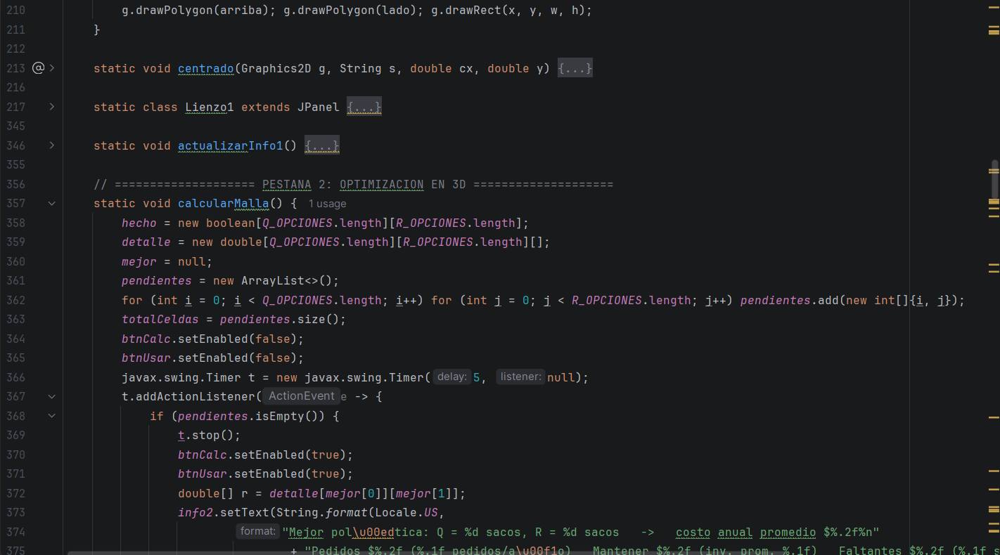 210 g.drawPolygon(arriba); g.drawPolygon(lado); g.drawRect(x, y, w, h);
211 }
212
213 @ static void centrado(Graphics2D g, String s, double cx, double y) {...}
216
217 static class Lienzo1 extends JPanel {...}
345
346 static void actualizarInfo1() {...}
355
356 // ==================== PESTANA 2: OPTIMIZACION EN 3D ====================
357 static void calcularMalla() { 1 usage
358 hecho = new boolean[Q_OPCIONES.length][R_OPCIONES.length];
359 detalle = new double[Q_OPCIONES.length][R_OPCIONES.length][];
360 mejor = null;
361 pendientes = new ArrayList<>();
362 for (int i = 0; i < Q_OPCIONES.length; i++) for (int j = 0; j < R_OPCIONES.length; j++) pendientes.add(new int[]{i, j});
363 totalCeldas = pendientes.size();
364 btnCalc.setEnabled(false);
365 btnUsar.setEnabled(false);
366 javax.swing.Timer t = new javax.swing.Timer( delay: 5, listener: null);
367 t.addActionListener( ActionEvent e -> {
368 if (pendientes.isEmpty()) {
369 t.stop();
370 btnCalc.setEnabled(true);
371 btnUsar.setEnabled(true);
372 double[] r = detalle[mejor[0]][mejor[1]];
373 info2.setText(String.format(Locale.US,
374 format: "Mejor pol\u00edtica: Q = %d sacos, R = %d sacos   ->   costo anual promedio $%.2f%n"
375 + "Pedidos $%.2f (%.1f pedidos/a\u00f1o)   Mantener $%.2f (inv. prom. %.1f)   Faltantes $%.2f (%.1f s